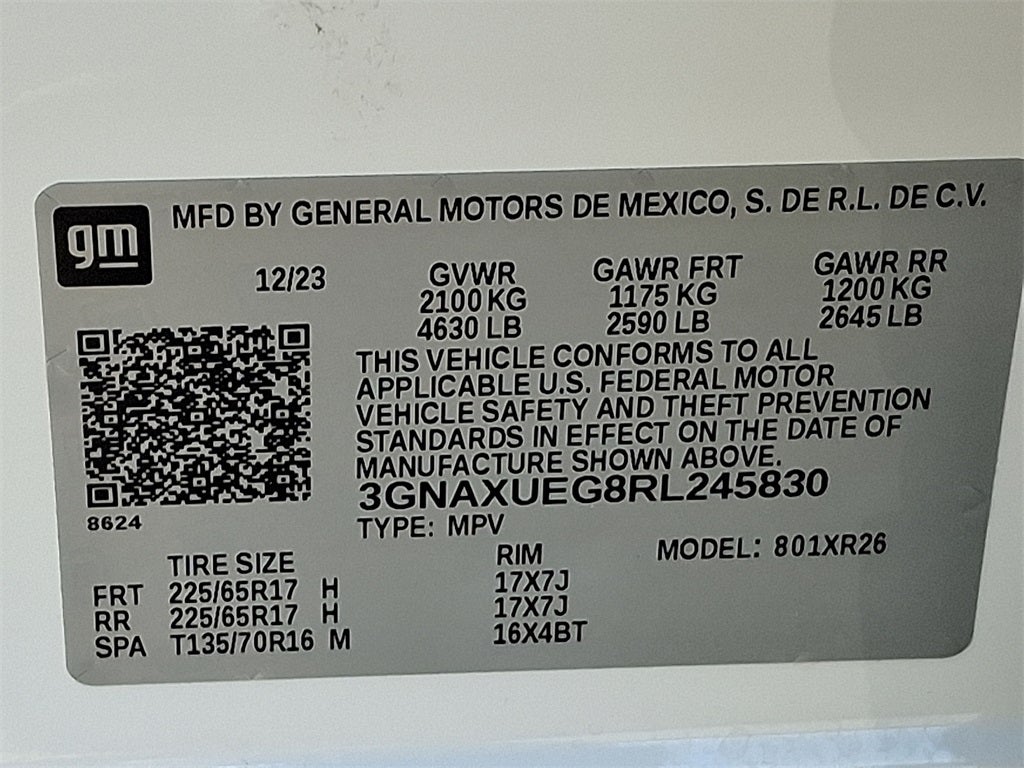 gm
MFD BY GENERAL MOTORS DE MEXICO, S. DE R.L. DE C.V.
12/23 GVWR GAWR FRT GAWR RR
2100 KG 1175 KG 1200 KG
4630 LB 2590 LB 2645 LB
THIS VEHICLE CONFORMS TO ALL
APPLICABLE U.S. FEDERAL MOTOR
VEHICLE SAFETY AND THEFT PREVENTION
STANDARDS IN EFFECT ON THE DATE OF
MANUFACTURE SHOWN ABOVE.
3GNAXUEG8RL245830
8624
TYPE: MPV
MODEL: 801XR26
TIRE SIZE RIM
FRT 225/65R17 H 17X7J
RR 225/65R17 H 17X7J
SPA T135/70R16 M 16X4BT